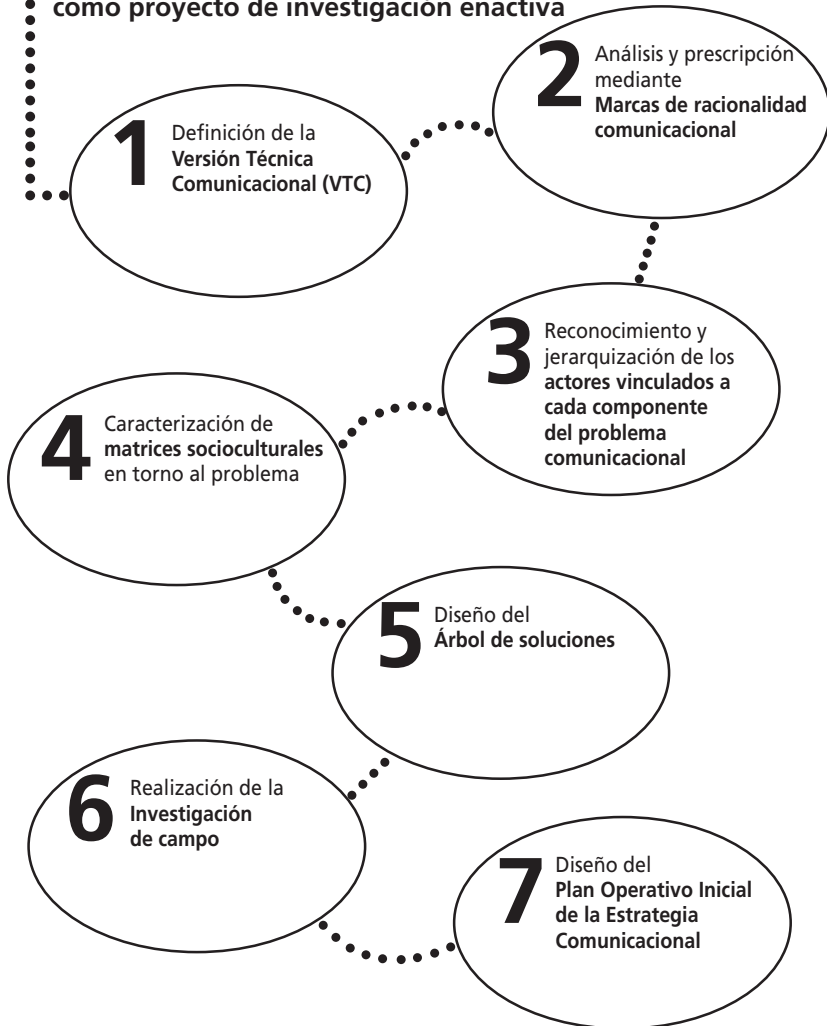 como proyecto de investigación enactiva
1
Definición de la
Versión Técnica
Comunicacional (VTC)
2
Análisis y prescripción
mediante
Marcas de racionalidad
comunicacional
3
Reconocimiento y
jerarquización de los
actores vinculados a
cada componente
del problema
comunicacional
4
Caracterización de
matrices socioculturales
en torno al problema
5
Diseño del
Árbol de soluciones
6
Realización de la
Investigación
de campo
7
Diseño del
Plan Operativo Inicial
de la Estrategia
Comunicacional